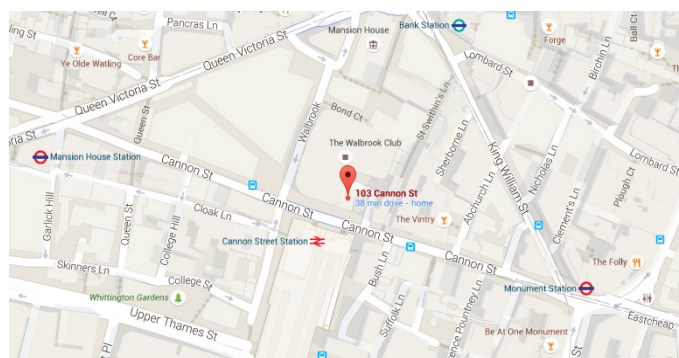 Pancras Ln
Mansion House
Bank Station
Forge
Birchin Ln
Ball Ct
Ye Olde Watling
Core Bar
Queen Victoria St
Queen Victoria St
Lombard St
Walbrook
Bond Ct
St Swithin's Ln
The Walbrook Club
Sherborne Ln
King William St
Nicholas Ln
Lombard St
Plough Ct
Mansion House Station
Queen St
Cannon St
103 Cannon St
38 min drive - home
Abchurch Ln
Clement's Ln
Cloak Ln
Cannon St
The Vintry
Garlick Hill
Queen St
College Hill
Cannon Street Station
Cannon St
Cannon St
The Folly
Bush Ln
Skinners Ln
College St
Monument Station
Whittington Gardens
Upper Thames St
Suffolk Ln
Eastcheap
Be At One Monument